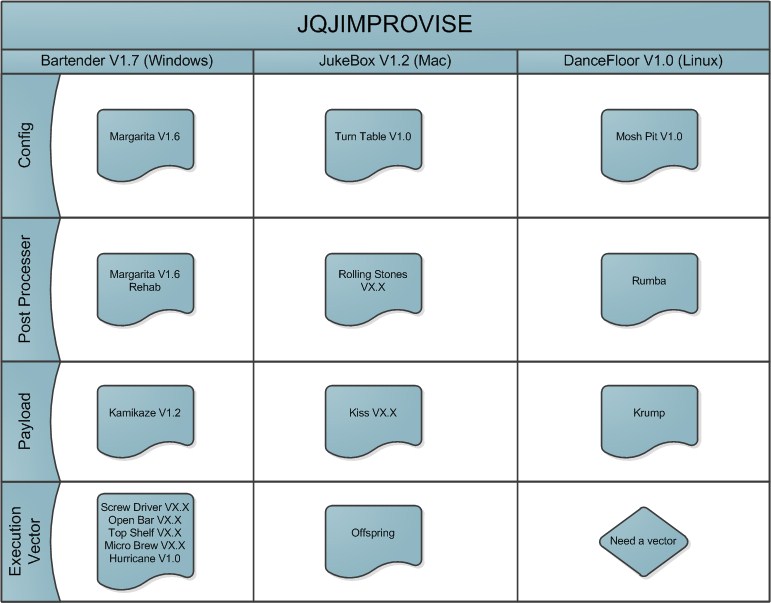 JQJIMPROVISE
Bartender V1.7 (Windows)
JukeBox V1.2 (Mac)
DanceFloor V1.0 (Linux)
Config
Margarita V1.6
Turn Table V1.0
Mosh Pit V1.0
Post Processer
Margarita V1.6
Rehab
Rolling Stones
VX.X
Rumba
Payload
Kamikaze V1.2
Kiss VX.X
Krump
Execution
Vector
Screw Driver VX.X
Open Bar VX.X
Top Shelf VX.X
Micro Brew VX.X
Hurricane V1.0
Offspring
Need a vector